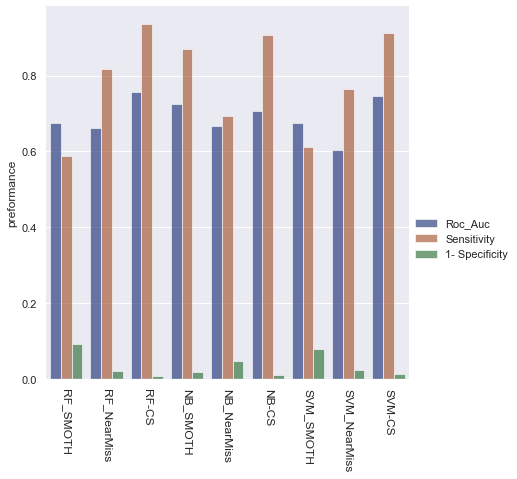 preformance
0.8
0.6
0.4
0.2
0.0
RF_SMOTH
RF_NearMiss
RF-CS
NB_SMOTH
NB_NearMiss
NB-CS
SVM_SMOTH
SVM_NearMiss
SVM-CS
Roc_Auc
Sensitivity
1- Specificity